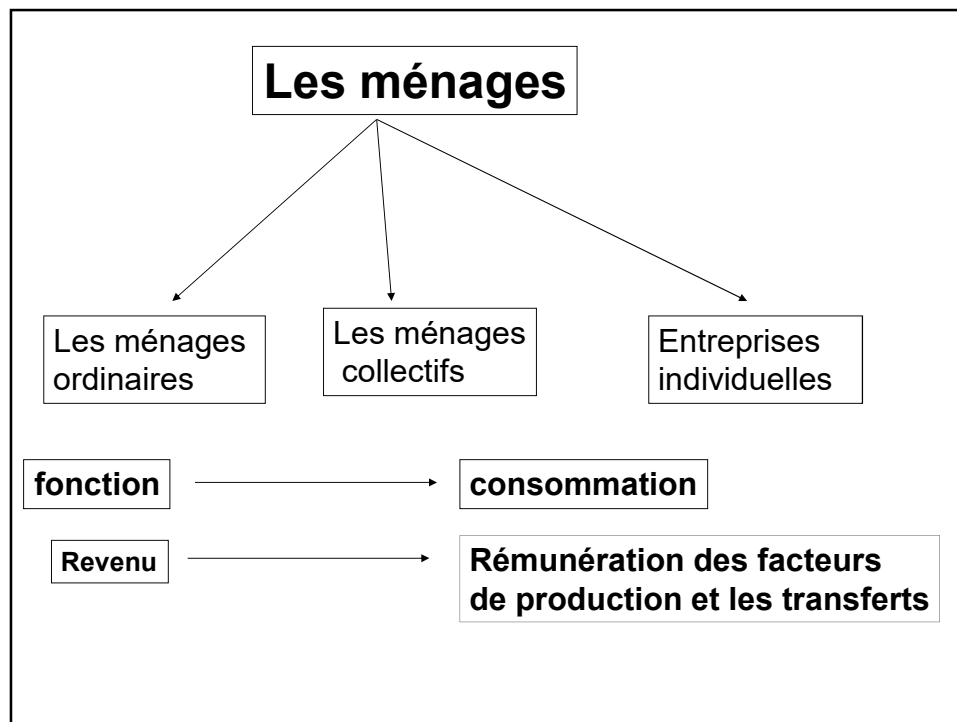 Les ménages
Les ménages
ordinaires
Les ménages
collectifs
Entreprises
individuelles
fonction
consommation
Revenu
Rémunération des facteurs
de production et les transferts